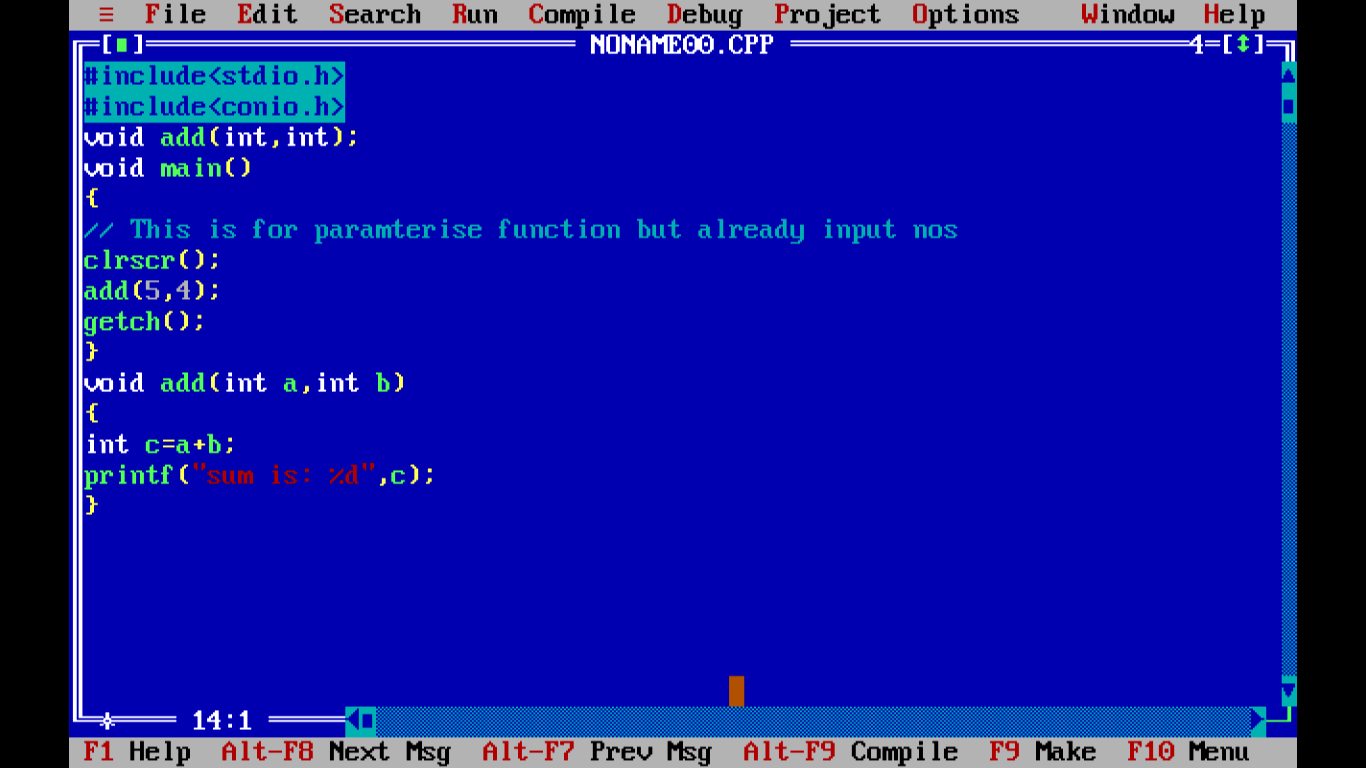 ≡ File Edit Search Run Compile Debug Project Options Window Help
[■] NONAME00.CPP 4=[↕]
#include<stdio.h>
#include<conio.h>
void add(int,int);
void main()
{
// This is for paramterise function but already input nos
clrscr();
add(5,4);
getch();
}
void add(int a,int b)
{
int c=a+b;
printf("sum is: %d",c);
}
14:1
F1 Help Alt-F8 Next Msg Alt-F7 Prev Msg Alt-F9 Compile F9 Make F10 Menu